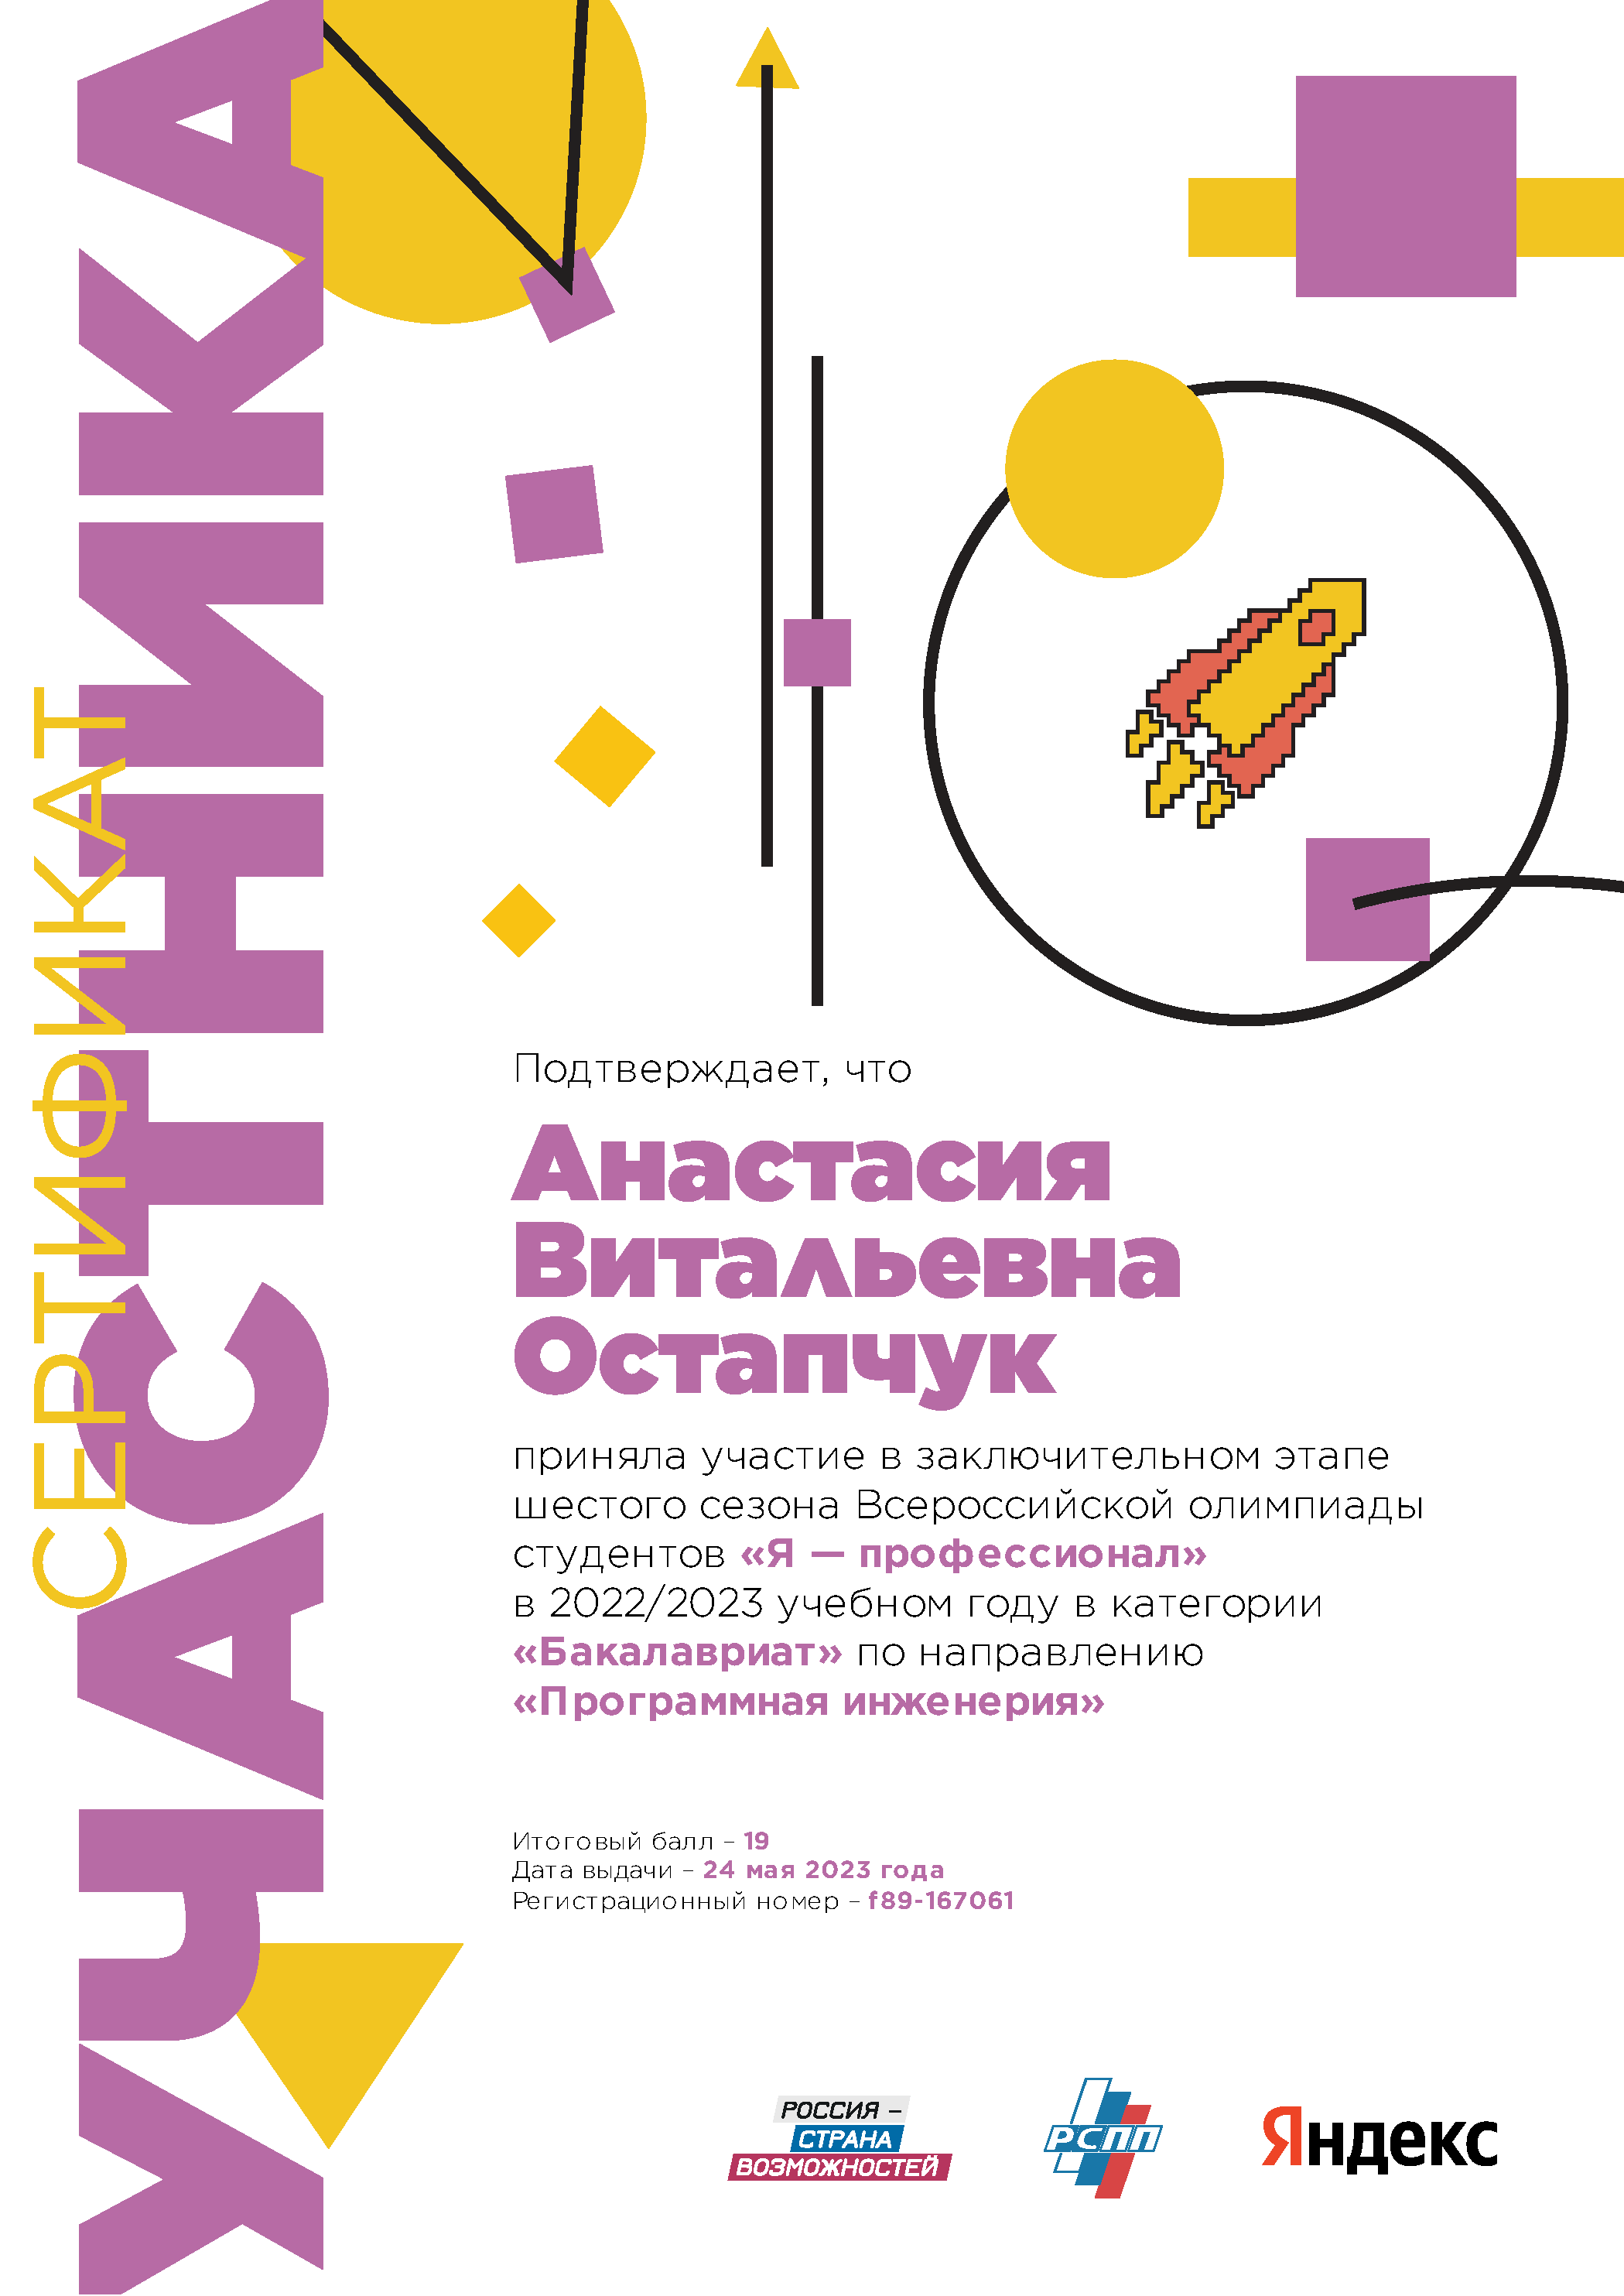 СЕРТИФИКАТ
УЧАСТНИКА
Подтверждает, что
Анастасия
Витальевна
Остапчук
приняла участие в заключительном этапе
шестого сезона Всероссийской олимпиады
студентов «Я — профессионал»
в 2022/2023 учебном году в категории
«Бакалавриат» по направлению
«Программная инженерия»
Итоговый балл – 19
Дата выдачи – 24 мая 2023 года
Регистрационный номер – f89-167061
РОССИЯ –
СТРАНА
ВОЗМОЖНОСТЕЙ
РСПП
Яндекс